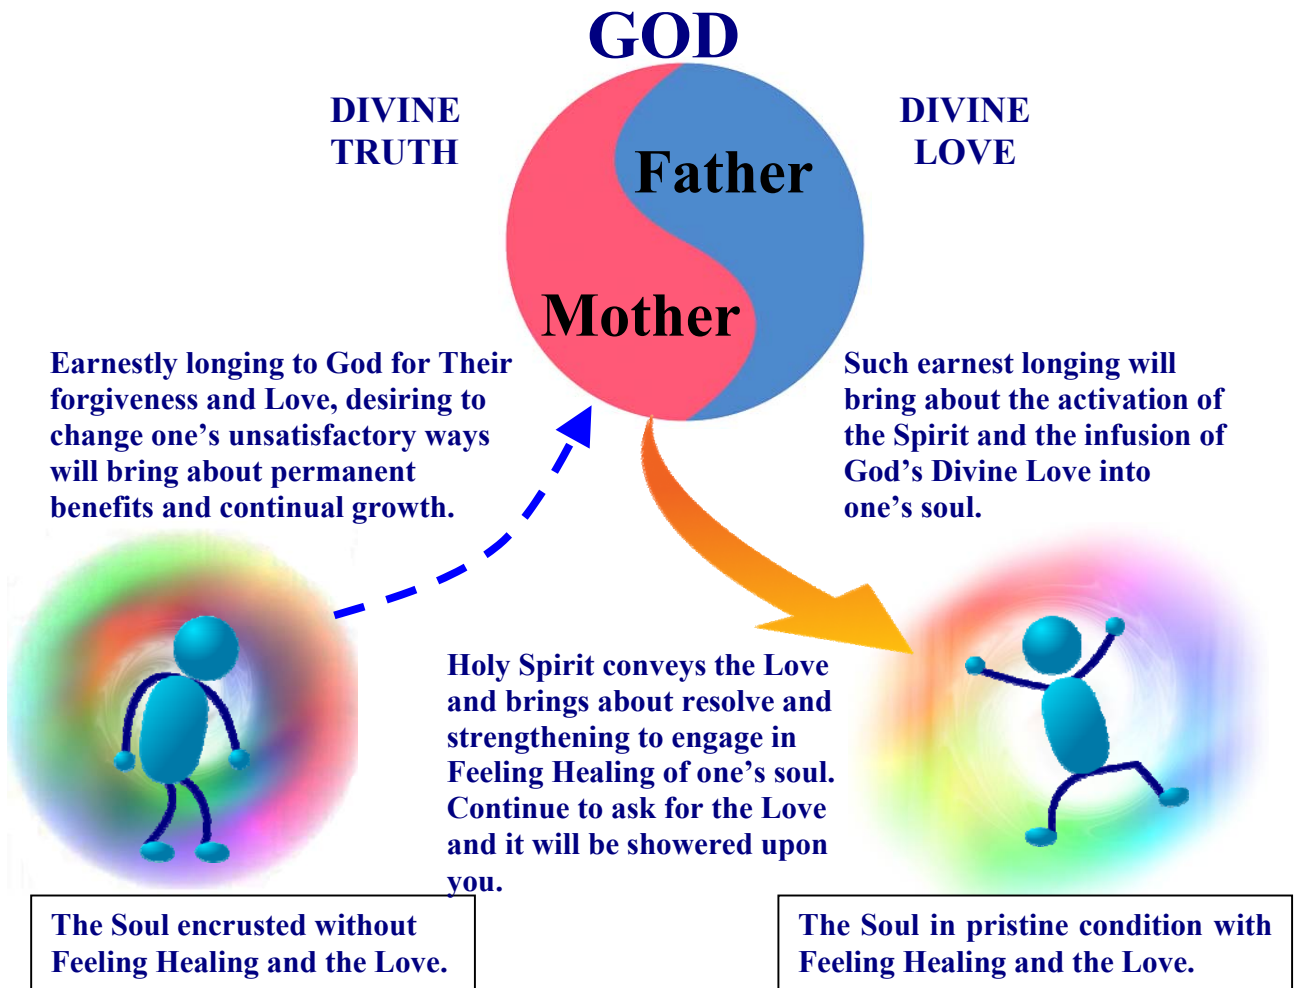 GOD
DIVINE
TRUTH
DIVINE
LOVE
Father
Mother
Earnestly longing to God for Their
forgiveness and Love, desiring to
change one’s unsatisfactory ways
will bring about permanent
benefits and continual growth.
Such earnest longing will
bring about the activation of
the Spirit and the infusion of
God’s Divine Love into
one’s soul.
Holy Spirit conveys the Love
and brings about resolve and
strengthening to engage in
Feeling Healing of one’s soul.
Continue to ask for the Love
and it will be showered upon
you.
The Soul encrusted without
Feeling Healing and the Love.
The Soul in pristine condition with
Feeling Healing and the Love.